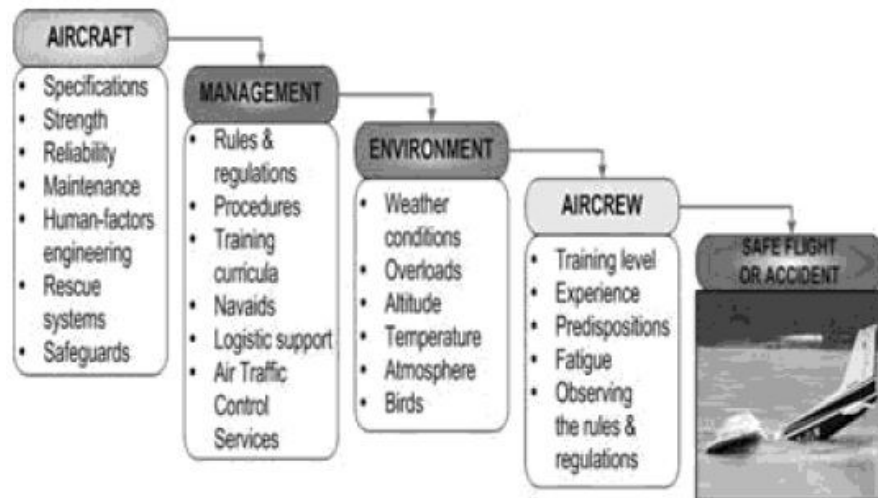 AIRCRAFT
• Specifications
• Strength
• Reliability
• Maintenance
• Human-factors
engineering
• Rescue
systems
• Safeguards
MANAGEMENT
• Rules &
regulations
• Procedures
• Training
curricula
• Navaids
• Logistic support
• Air Traffic
Control
Services
ENVIRONMENT
• Weather
conditions
• Overloads
• Altitude
• Temperature
• Atmosphere
• Birds
AIRCREW
• Training level
• Experience
• Predispositions
• Fatigue
• Observing
the rules &
regulations
SAFE FLIGHT
OR ACCIDENT